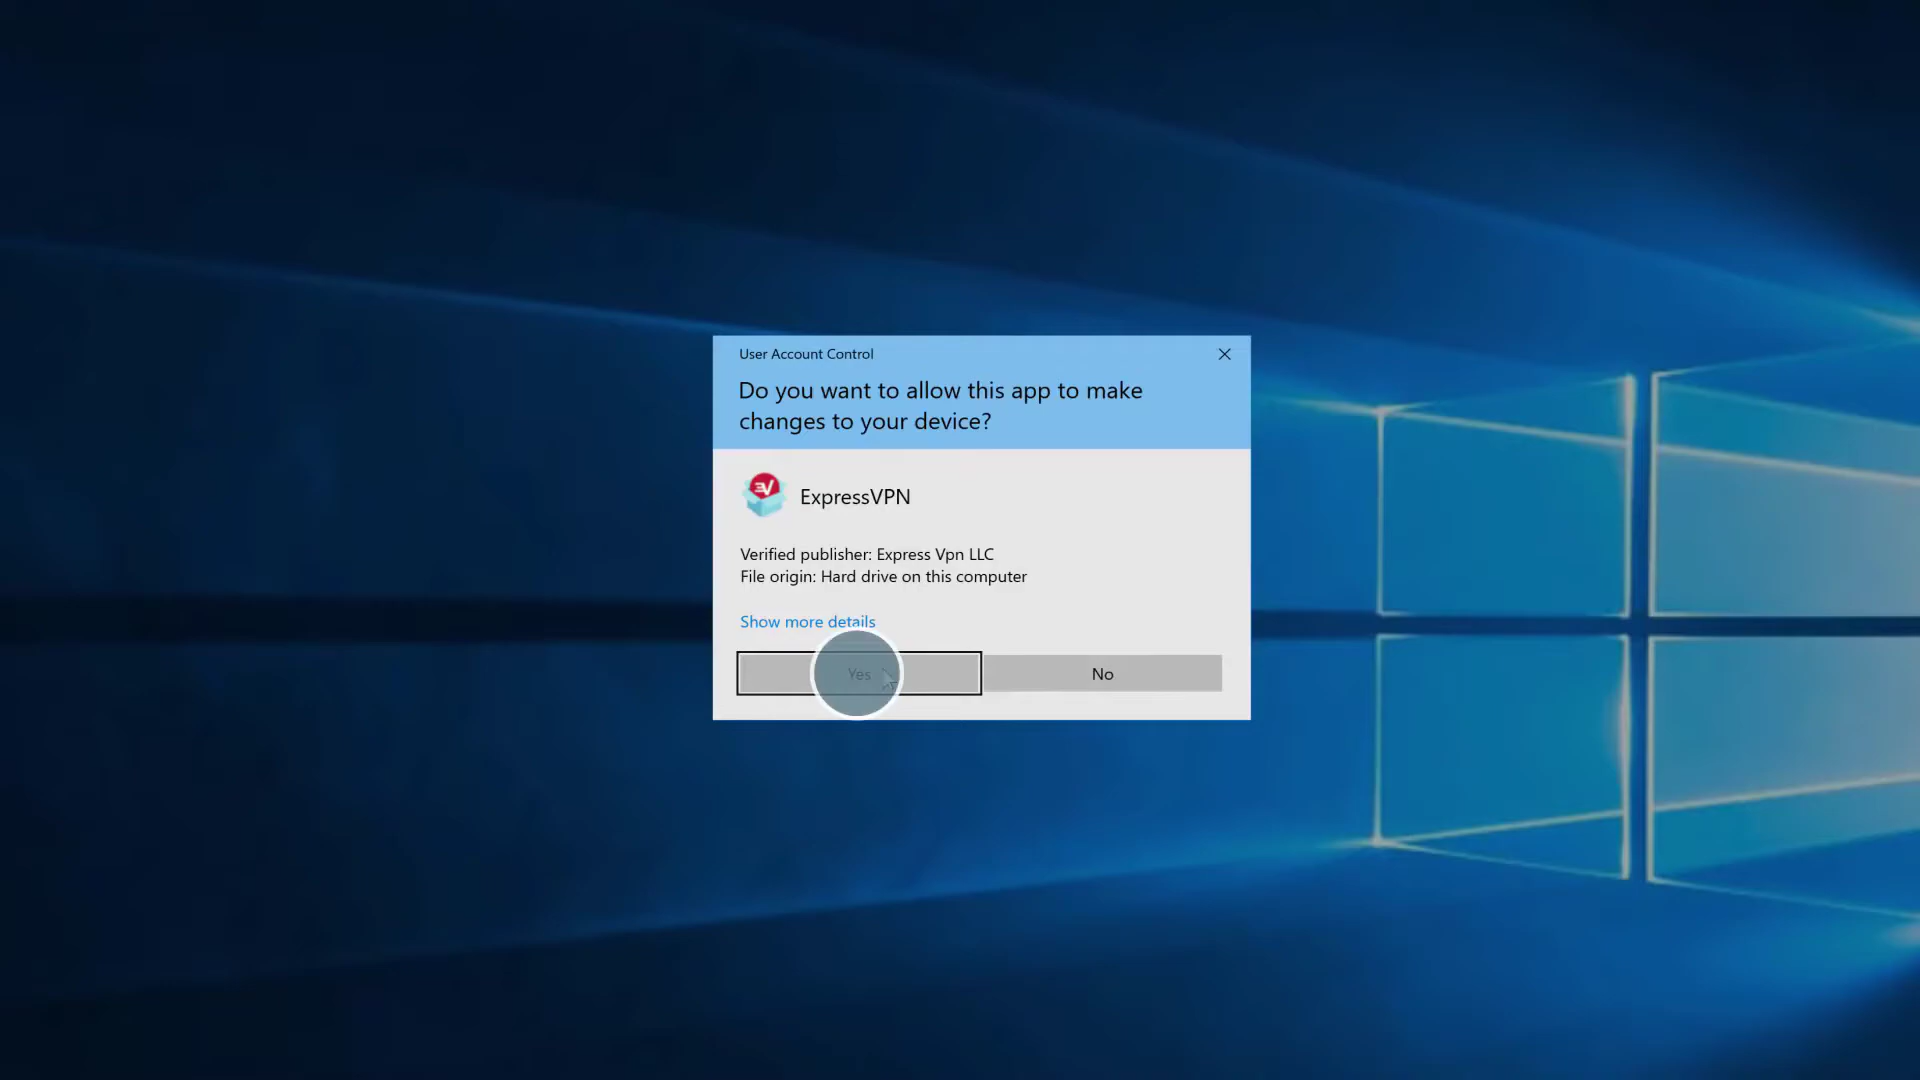 User Account Control
Do you want to allow this app to make
changes to your device?
ExpressVPN
Verified publisher: Express Vpn LLC
File origin: Hard drive on this computer
Show more details
Yes
No